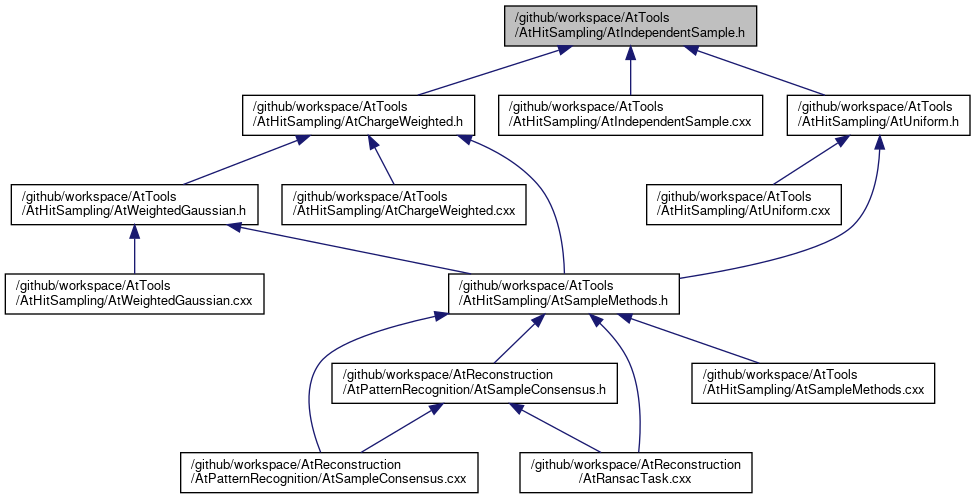 /github/workspace/AtTools
/AtHitSampling/AtIndependentSample.h
/github/workspace/AtTools
/AtHitSampling/AtChargeWeighted.h
/github/workspace/AtTools
/AtHitSampling/AtIndependentSample.cxx
/github/workspace/AtTools
/AtHitSampling/AtUniform.h
/github/workspace/AtTools
/AtHitSampling/AtWeightedGaussian.h
/github/workspace/AtTools
/AtHitSampling/AtChargeWeighted.cxx
/github/workspace/AtTools
/AtHitSampling/AtUniform.cxx
/github/workspace/AtTools
/AtHitSampling/AtWeightedGaussian.cxx
/github/workspace/AtTools
/AtHitSampling/AtSampleMethods.h
/github/workspace/AtReconstruction
/AtPatternRecognition/AtSampleConsensus.h
/github/workspace/AtTools
/AtHitSampling/AtSampleMethods.cxx
/github/workspace/AtReconstruction
/AtPatternRecognition/AtSampleConsensus.cxx
/github/workspace/AtReconstruction
/AtRansacTask.cxx